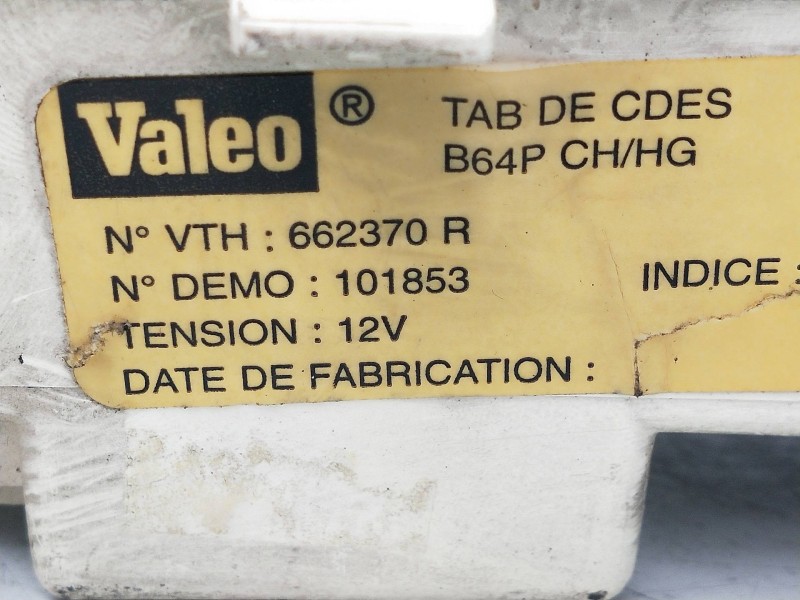 Valeo ®
TAB DE CDES
B64P CH/HG
N° VTH : 662370 R
N° DEMO : 101853
INDICE :
TENSION : 12V
DATE DE FABRICATION :